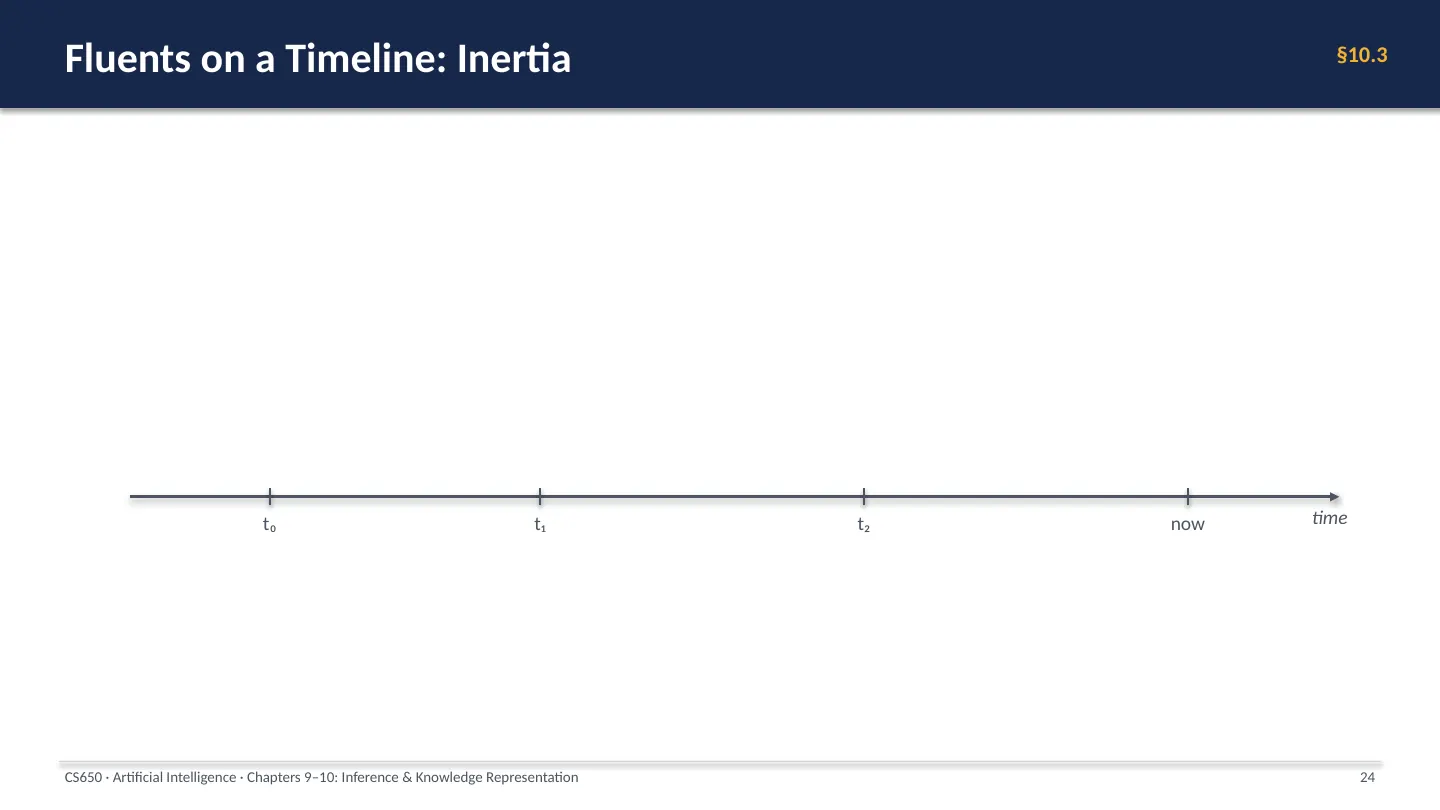 Fluents on a Timeline: Inertia
§10.3
t₀
t₁
t₂
now
time
CS650 · Artificial Intelligence · Chapters 9–10: Inference & Knowledge Representation
24